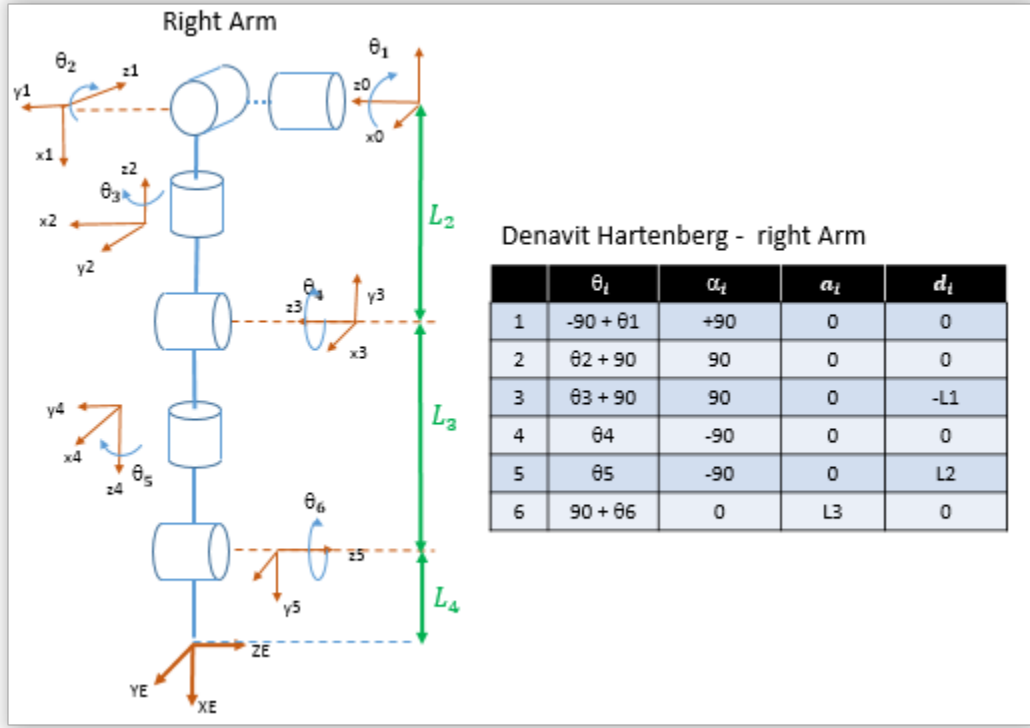 Right Arm
θ₁
θ₂
z1
y1
z0
x0
x1
z2
θ₃
x2
y2
L₂
θ₄
z3
y3
x3
y4
x4
z4
θ₅
L₃
θ₆
z5
y5
L₄
ZE
YE
XE
Denavit Hartenberg - right Arm
θᵢ αᵢ aᵢ dᵢ
1 -90 + θ1 +90 0 0
2 θ2 + 90 90 0 0
3 θ3 + 90 90 0 -L1
4 θ4 -90 0 0
5 θ5 -90 0 L2
6 90 + θ6 0 L3 0